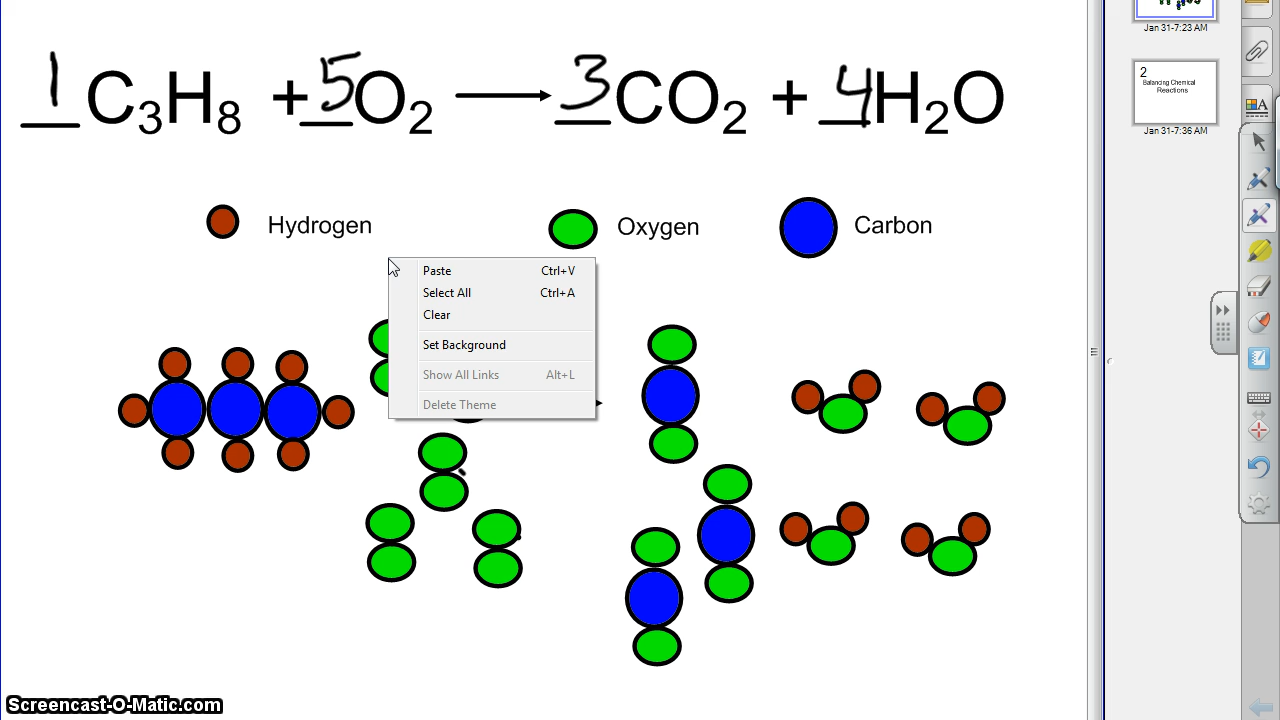 1 C₃H₈ + 5 O₂ → 3 CO₂ + 4 H₂O
Hydrogen
Oxygen
Carbon
Paste Ctrl+V
Select All Ctrl+A
Clear
Set Background
Show All Links Alt+L
Delete Theme
Jan 31-7:23 AM
2
Balancing Chemical
Reactions
Jan 31-7:36 AM
Screencast-O-Matic.com